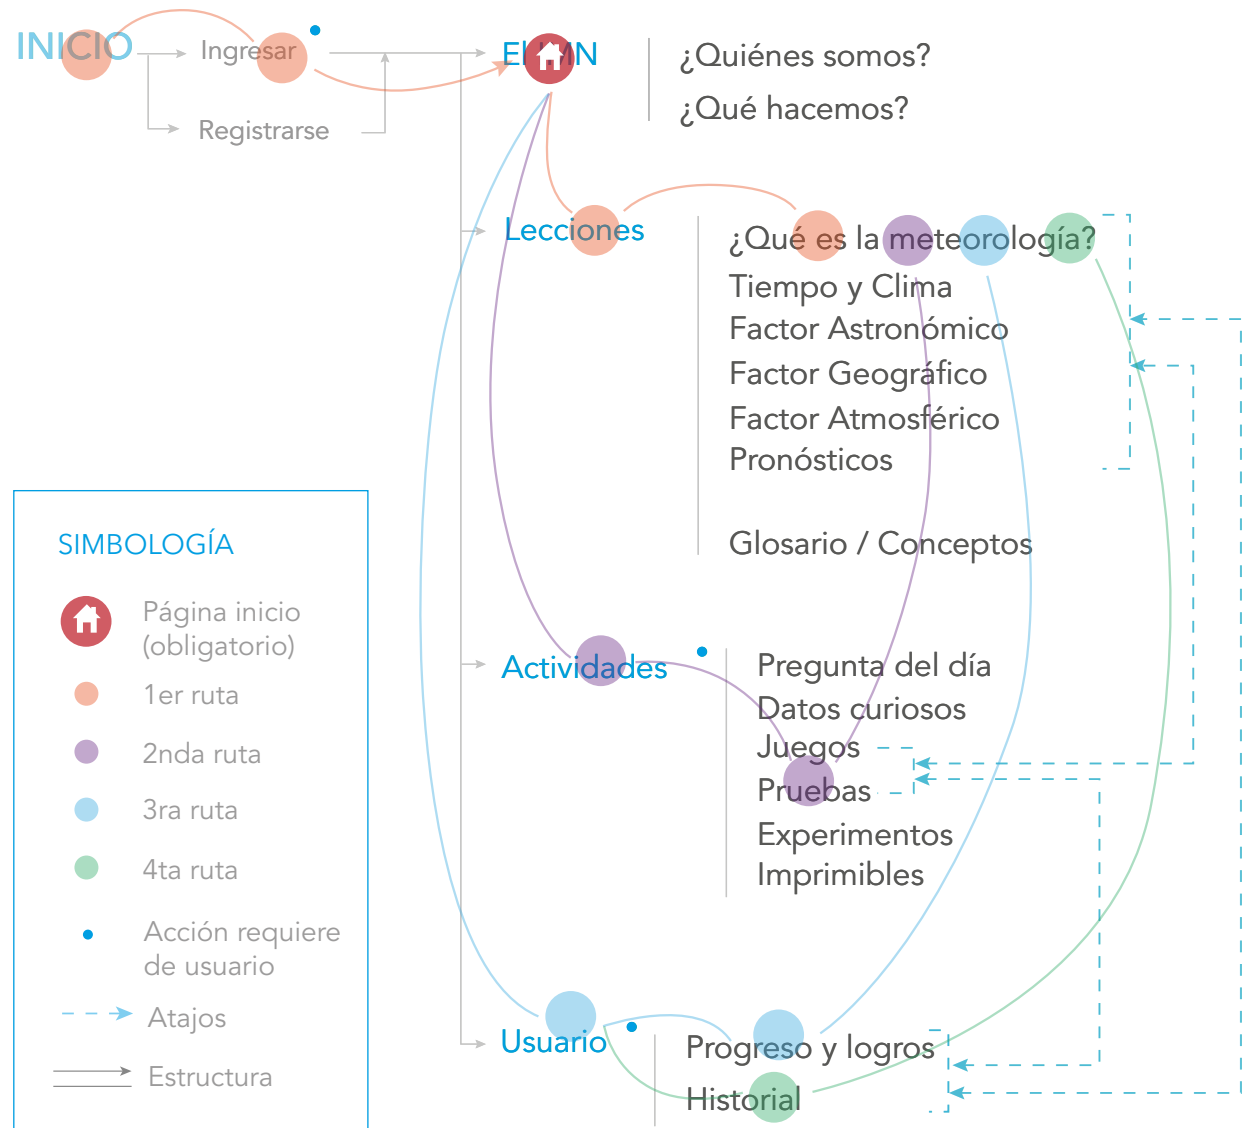 INICIO
Ingresar
Registrarse
El IMN
¿Quiénes somos?
¿Qué hacemos?
Lecciones
¿Qué es la meteorología?
Tiempo y Clima
Factor Astronómico
Factor Geográfico
Factor Atmosférico
Pronósticos
Glosario / Conceptos
Actividades
Pregunta del día
Datos curiosos
Juegos
Pruebas
Experimentos
Imprimibles
Usuario
Progreso y logros
Historial
SIMBOLOGÍA
Página inicio
(obligatorio)
1er ruta
2nda ruta
3ra ruta
4ta ruta
Acción requiere
de usuario
Atajos
Estructura